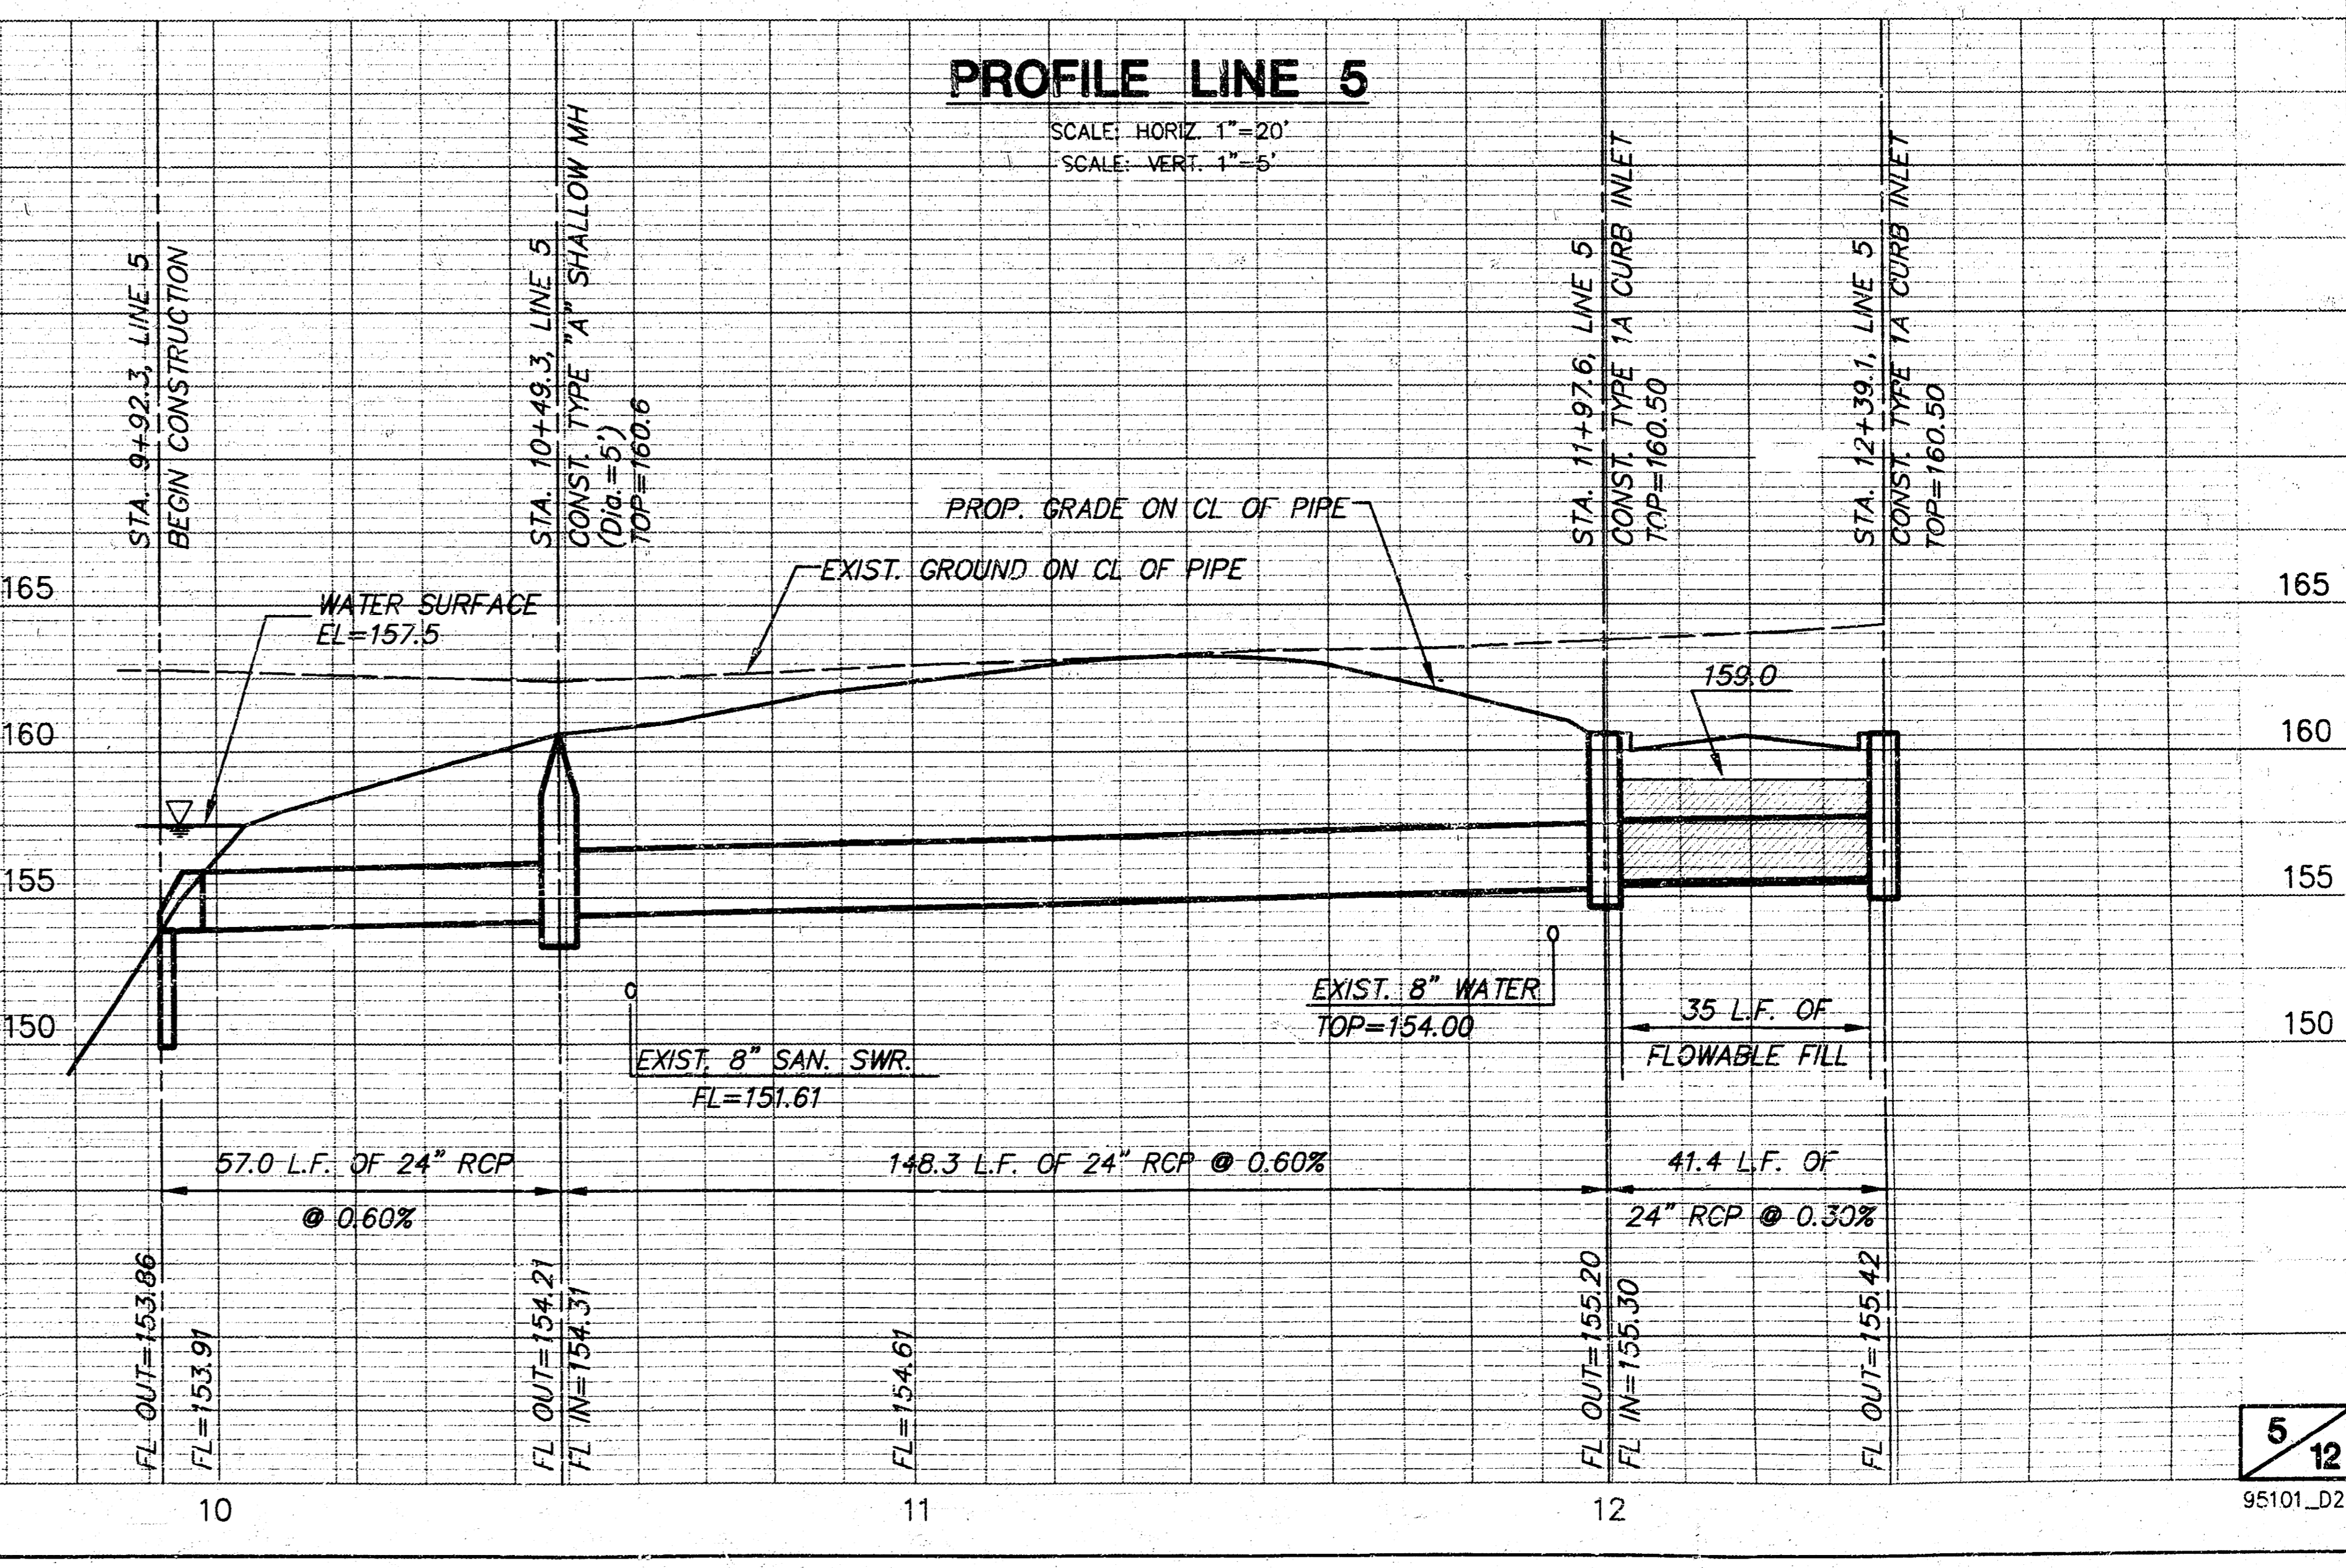 PROFILE LINE 5
SCALE: HORIZ. 1"=20'
SCALE: VERT. 1"=5'
STA. 9+92.3, LINE 5
BEGIN CONSTRUCTION
STA. 10+49.3, LINE 5
CONST. TYPE "A" SHALLOW MH
(Dia.=5')
TOP=160.6
STA. 11+97.6, LINE 5
CONST. TYPE 1A CURB INLET
TOP=160.50
STA. 12+39.1, LINE 5
CONST. TYPE 1A CURB INLET
TOP=160.50
PROP. GRADE ON CL OF PIPE
EXIST. GROUND ON CL OF PIPE
165
165
WATER SURFACE
EL=157.5
159.0
160
160
155
155
EXIST. 8" WATER
TOP=154.00
35 L.F. OF
FLOWABLE FILL
150
150
EXIST. 8" SAN. SWR.
FL=151.61
57.0 L.F. OF 24" RCP
@ 0.60%
148.3 L.F. OF 24" RCP @ 0.60%
41.4 L.F. OF
24" RCP @ 0.30%
FL OUT=153.86
FL=153.91
FL OUT=154.21
FL IN=154.31
FL=154.61
FL OUT=155.20
FL IN=155.30
FL OUT=155.42
5/12
10
11
12
95101_D2